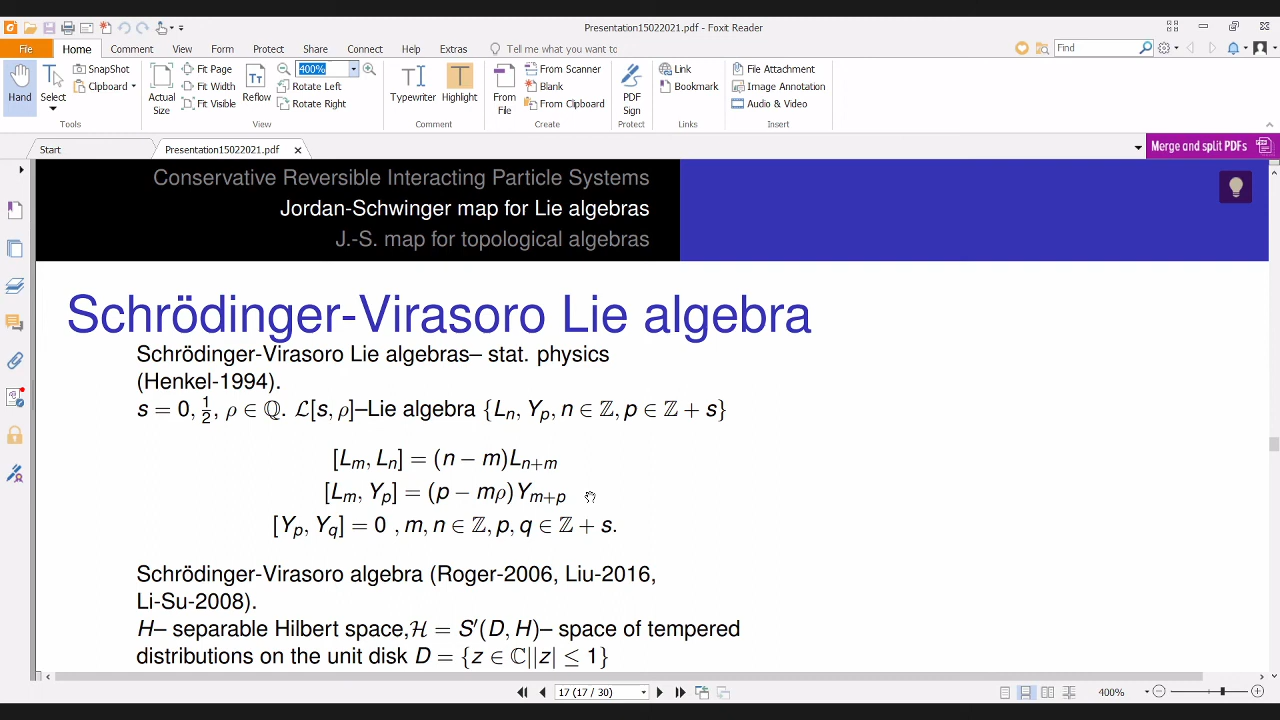 Presentation15022021.pdf - Foxit Reader
File Home Comment View Form Protect Share Connect Help Extras Tell me what you want to Find
Hand Select SnapShot Clipboard Actual Size Fit Page Fit Width Fit Visible Reflow 400% Rotate Left Rotate Right Typewriter Highlight From File From Scanner Blank From Clipboard PDF Sign Link Bookmark File Attachment Image Annotation Audio & Video
Tools View Comment Create Protect Links Insert
Start Presentation15022021.pdf Merge and split PDFs
Conservative Reversible Interacting Particle Systems
Jordan-Schwinger map for Lie algebras
J.-S. map for topological algebras
Schrödinger-Virasoro Lie algebra
Schrödinger-Virasoro Lie algebras– stat. physics
(Henkel-1994).
s = 0, 1/2, ρ ∈ ℚ. ℒ[s, ρ]–Lie algebra {L_n, Y_p, n ∈ ℤ, p ∈ ℤ + s}
[L_m, L_n] = (n − m)L_{n+m}
[L_m, Y_p] = (p − mρ)Y_{m+p}
[Y_p, Y_q] = 0 , m, n ∈ ℤ, p, q ∈ ℤ + s.
Schrödinger-Virasoro algebra (Roger-2006, Liu-2016,
Li-Su-2008).
H– separable Hilbert space,ℋ = S′(D, H)– space of tempered
distributions on the unit disk D = {z ∈ ℂ||z| ≤ 1}
17 (17 / 30) 400%